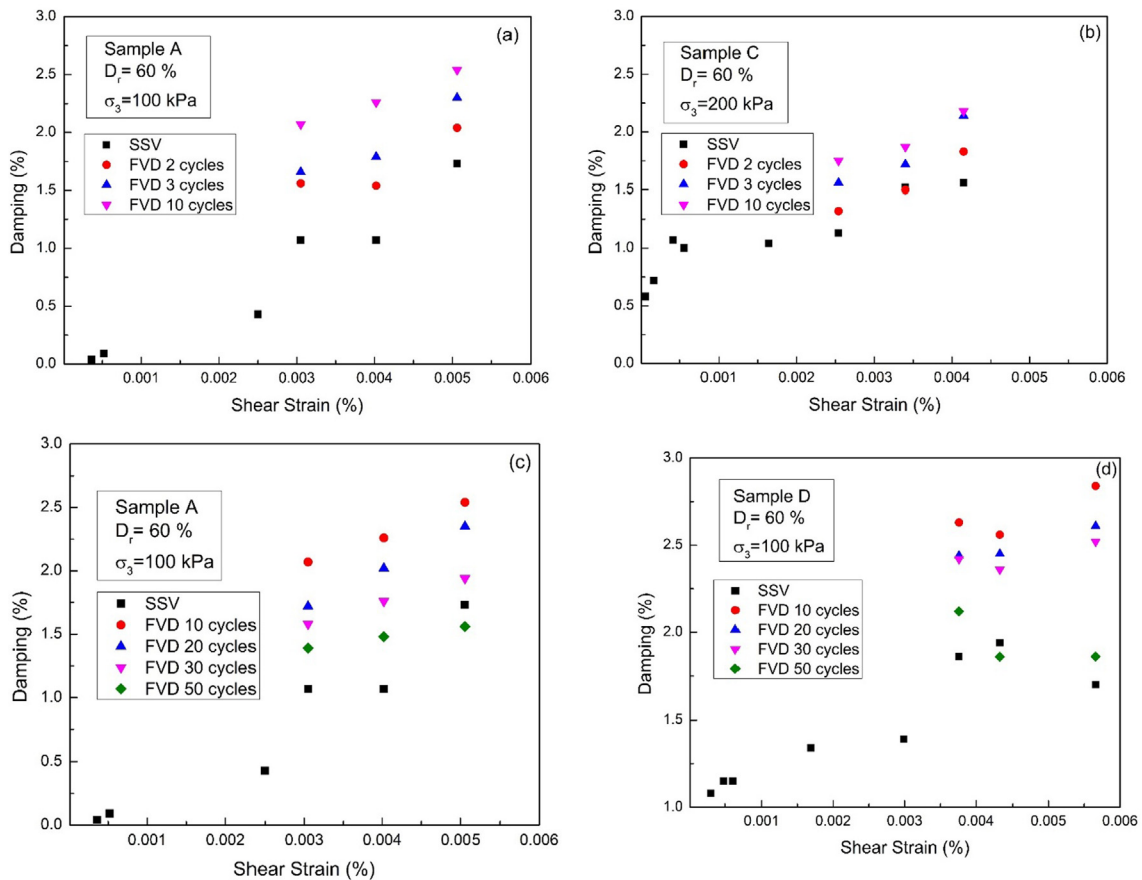 (a)
Sample A
Dr= 60 %
σ3=100 kPa
SSV
FVD 2 cycles
FVD 3 cycles
FVD 10 cycles
Damping (%)
3.0
2.5
2.0
1.5
1.0
0.5
0.0
0.001 0.002 0.003 0.004 0.005 0.006
Shear Strain (%)
(b)
Sample C
Dr= 60 %
σ3=200 kPa
SSV
FVD 2 cycles
FVD 3 cycles
FVD 10 cycles
Damping (%)
3.0
2.5
2.0
1.5
1.0
0.5
0.0
0.001 0.002 0.003 0.004 0.005 0.006
Shear Strain (%)
(c)
Sample A
Dr= 60 %
σ3=100 kPa
SSV
FVD 10 cycles
FVD 20 cycles
FVD 30 cycles
FVD 50 cycles
Damping (%)
3.0
2.5
2.0
1.5
1.0
0.5
0.0
0.001 0.002 0.003 0.004 0.005 0.006
Shear Strain (%)
(d)
Sample D
Dr= 60 %
σ3=100 kPa
SSV
FVD 10 cycles
FVD 20 cycles
FVD 30 cycles
FVD 50 cycles
Damping (%)
3.0
2.5
2.0
1.5
1.0
0.001 0.002 0.003 0.004 0.005 0.006
Shear Strain (%)